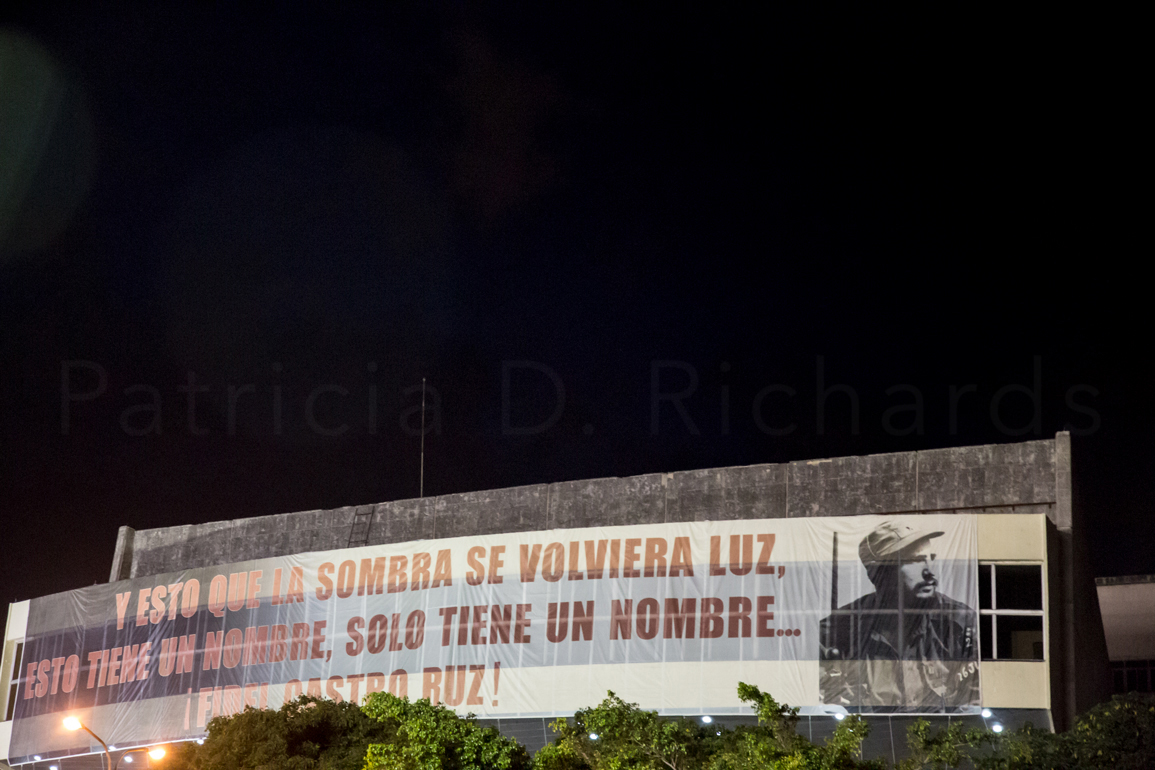 Patricia D. Richards
Y ESTO QUE LA SOMBRA SE VOLVIERA LUZ,
ESTO TIENE UN NOMBRE, SOLO TIENE UN NOMBRE...
¡FIDEL CASTRO RUZ!